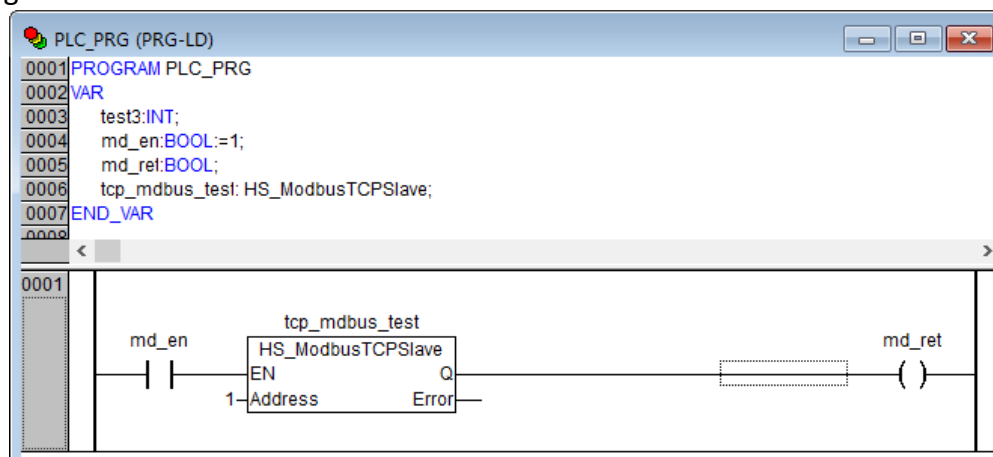 PLC_PRG (PRG-LD)
0001 PROGRAM PLC_PRG
0002 VAR
0003 test3:INT;
0004 md_en:BOOL:=1;
0005 md_ret:BOOL;
0006 tcp_mdbus_test: HS_ModbusTCPSlave;
0007 END_VAR
0008
0001
tcp_mdbus_test
md_en HS_ModbusTCPSlave md_ret
EN Q
1 Address Error